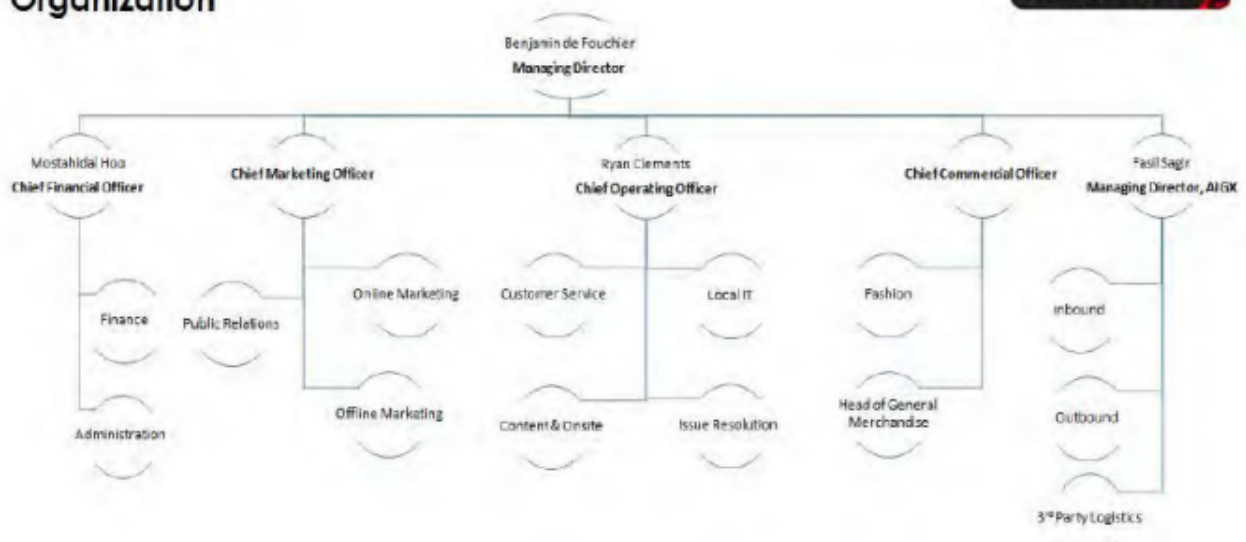 Organization
Benjamin de Fouchier
Managing Director
Mostahidal Hoq
Chief Financial Officer
Chief Marketing Officer
Ryan Clements
Chief Operating Officer
Chief Commercial Officer
Fasil Sagir
Managing Director, AIGX
Finance
Administration
Public Relations
Online Marketing
Offline Marketing
Customer Service
Local IT
Content & Onsite
Issue Resolution
Fashion
Head of General
Merchandise
Inbound
Outbound
3rd Party Logistics